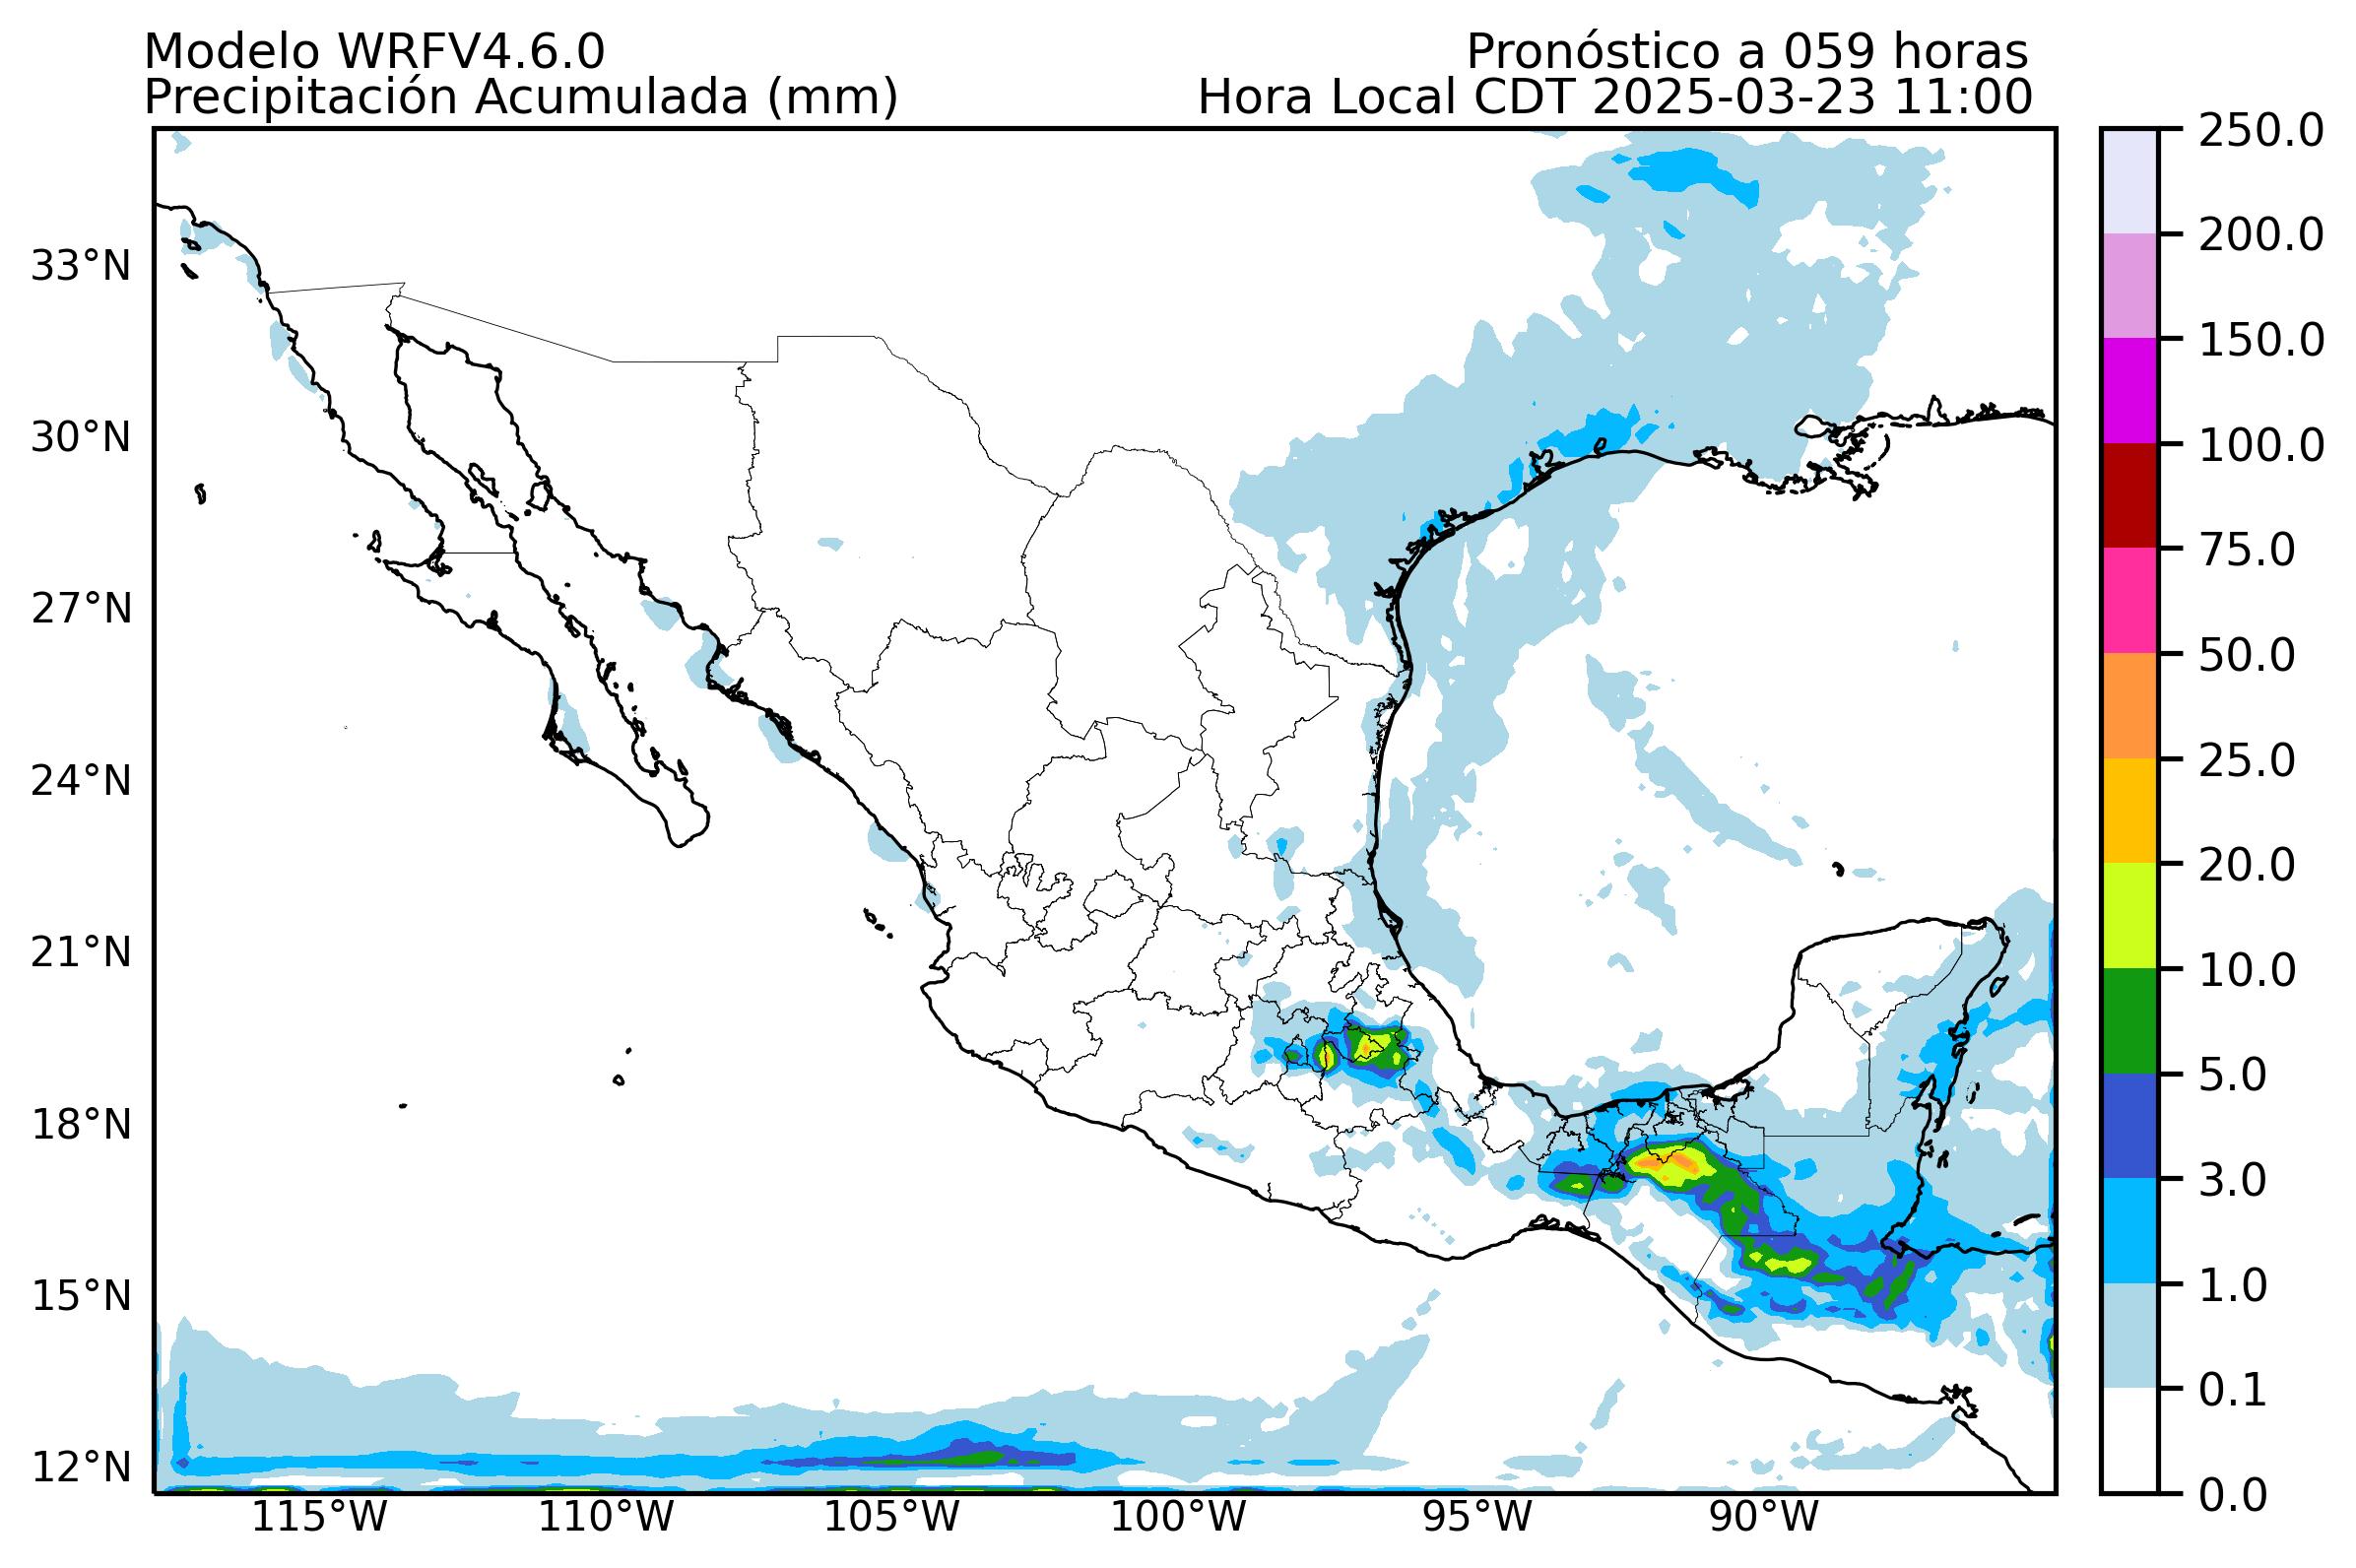 Modelo WRFV4.6.0
Pronóstico a 059 horas
Precipitación Acumulada (mm)
Hora Local CDT 2025-03-23 11:00
250.0
200.0
150.0
100.0
75.0
50.0
25.0
20.0
10.0
5.0
3.0
1.0
0.1
0.0
33°N
30°N
27°N
24°N
21°N
18°N
15°N
12°N
115°W
110°W
105°W
100°W
95°W
90°W